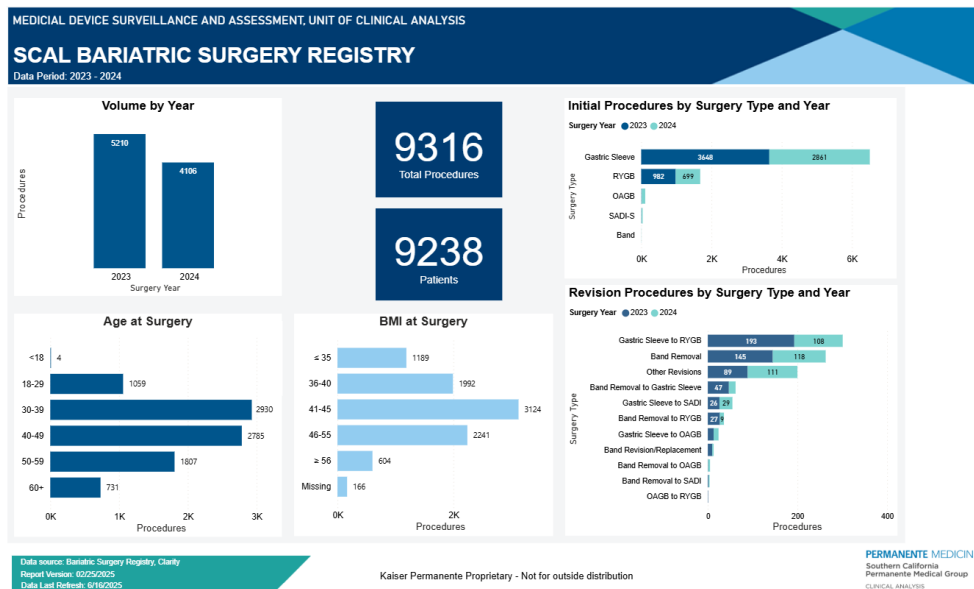 MEDICIAL DEVICE SURVEILLANCE AND ASSESSMENT, UNIT OF CLINICAL ANALYSIS
SCAL BARIATRIC SURGERY REGISTRY
Data Period: 2023 - 2024
Volume by Year
Procedures
5210
4106
2023
2024
Surgery Year
9316
Total Procedures
9238
Patients
Initial Procedures by Surgery Type and Year
Surgery Year 2023 2024
Surgery Type
Gastric Sleeve 3648 2861
RYGB 982 699
OAGB
SADI-S
Band
0K 2K 4K 6K
Procedures
Age at Surgery
<18 4
18-29 1059
30-39 2930
40-49 2785
50-59 1807
60+ 731
0K 1K 2K 3K
Procedures
BMI at Surgery
≤ 35 1189
36-40 1992
41-45 3124
46-55 2241
≥ 56 604
Missing 166
0K 2K
Procedures
Revision Procedures by Surgery Type and Year
Surgery Year 2023 2024
Surgery Type
Gastric Sleeve to RYGB 193 108
Band Removal 145 118
Other Revisions 89 111
Band Removal to Gastric Sleeve 47
Gastric Sleeve to SADI 26 29
Band Removal to RYGB 27 9
Gastric Sleeve to OAGB
Band Revision/Replacement
Band Removal to OAGB
Band Removal to SADI
OAGB to RYGB
0 200 400
Procedures
Data source: Bariatric Surgery Registry, Clarity
Report Version: 02/25/2025
Data Last Refresh: 6/16/2025
Kaiser Permanente Proprietary - Not for outside distribution
PERMANENTE MEDICIN
Southern California
Permanente Medical Group
CLINICAL ANALYSIS